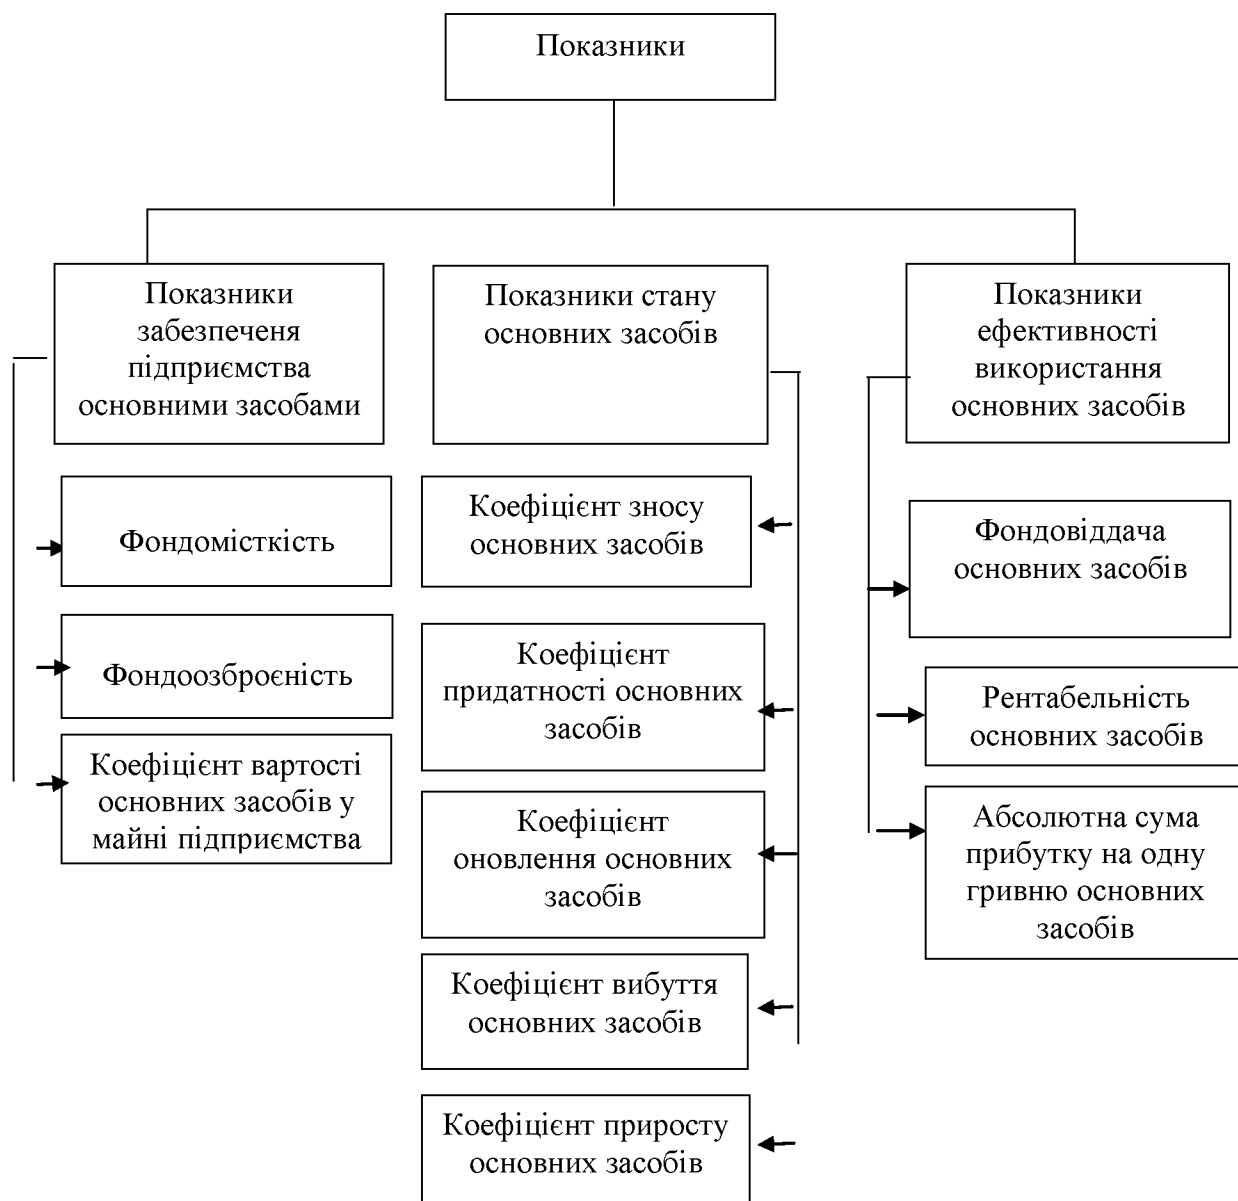 Показники
Показники
забезпеченя
підприємства
основними засобами
Фондомісткість
Фондоозброєність
Коефіцієнт вартості
основних засобів у
майні підприємства
Показники стану
основних засобів
Коефіцієнт зносу
основних засобів
Коефіцієнт
придатності основних
засобів
Коефіцієнт
оновлення основних
засобів
Коефіцієнт вибуття
основних засобів
Коефіцієнт приросту
основних засобів
Показники
ефективності
використання
основних засобів
Фондовіддача
основних засобів
Рентабельність
основних засобів
Абсолютна сума
прибутку на одну
гривню основних
засобів